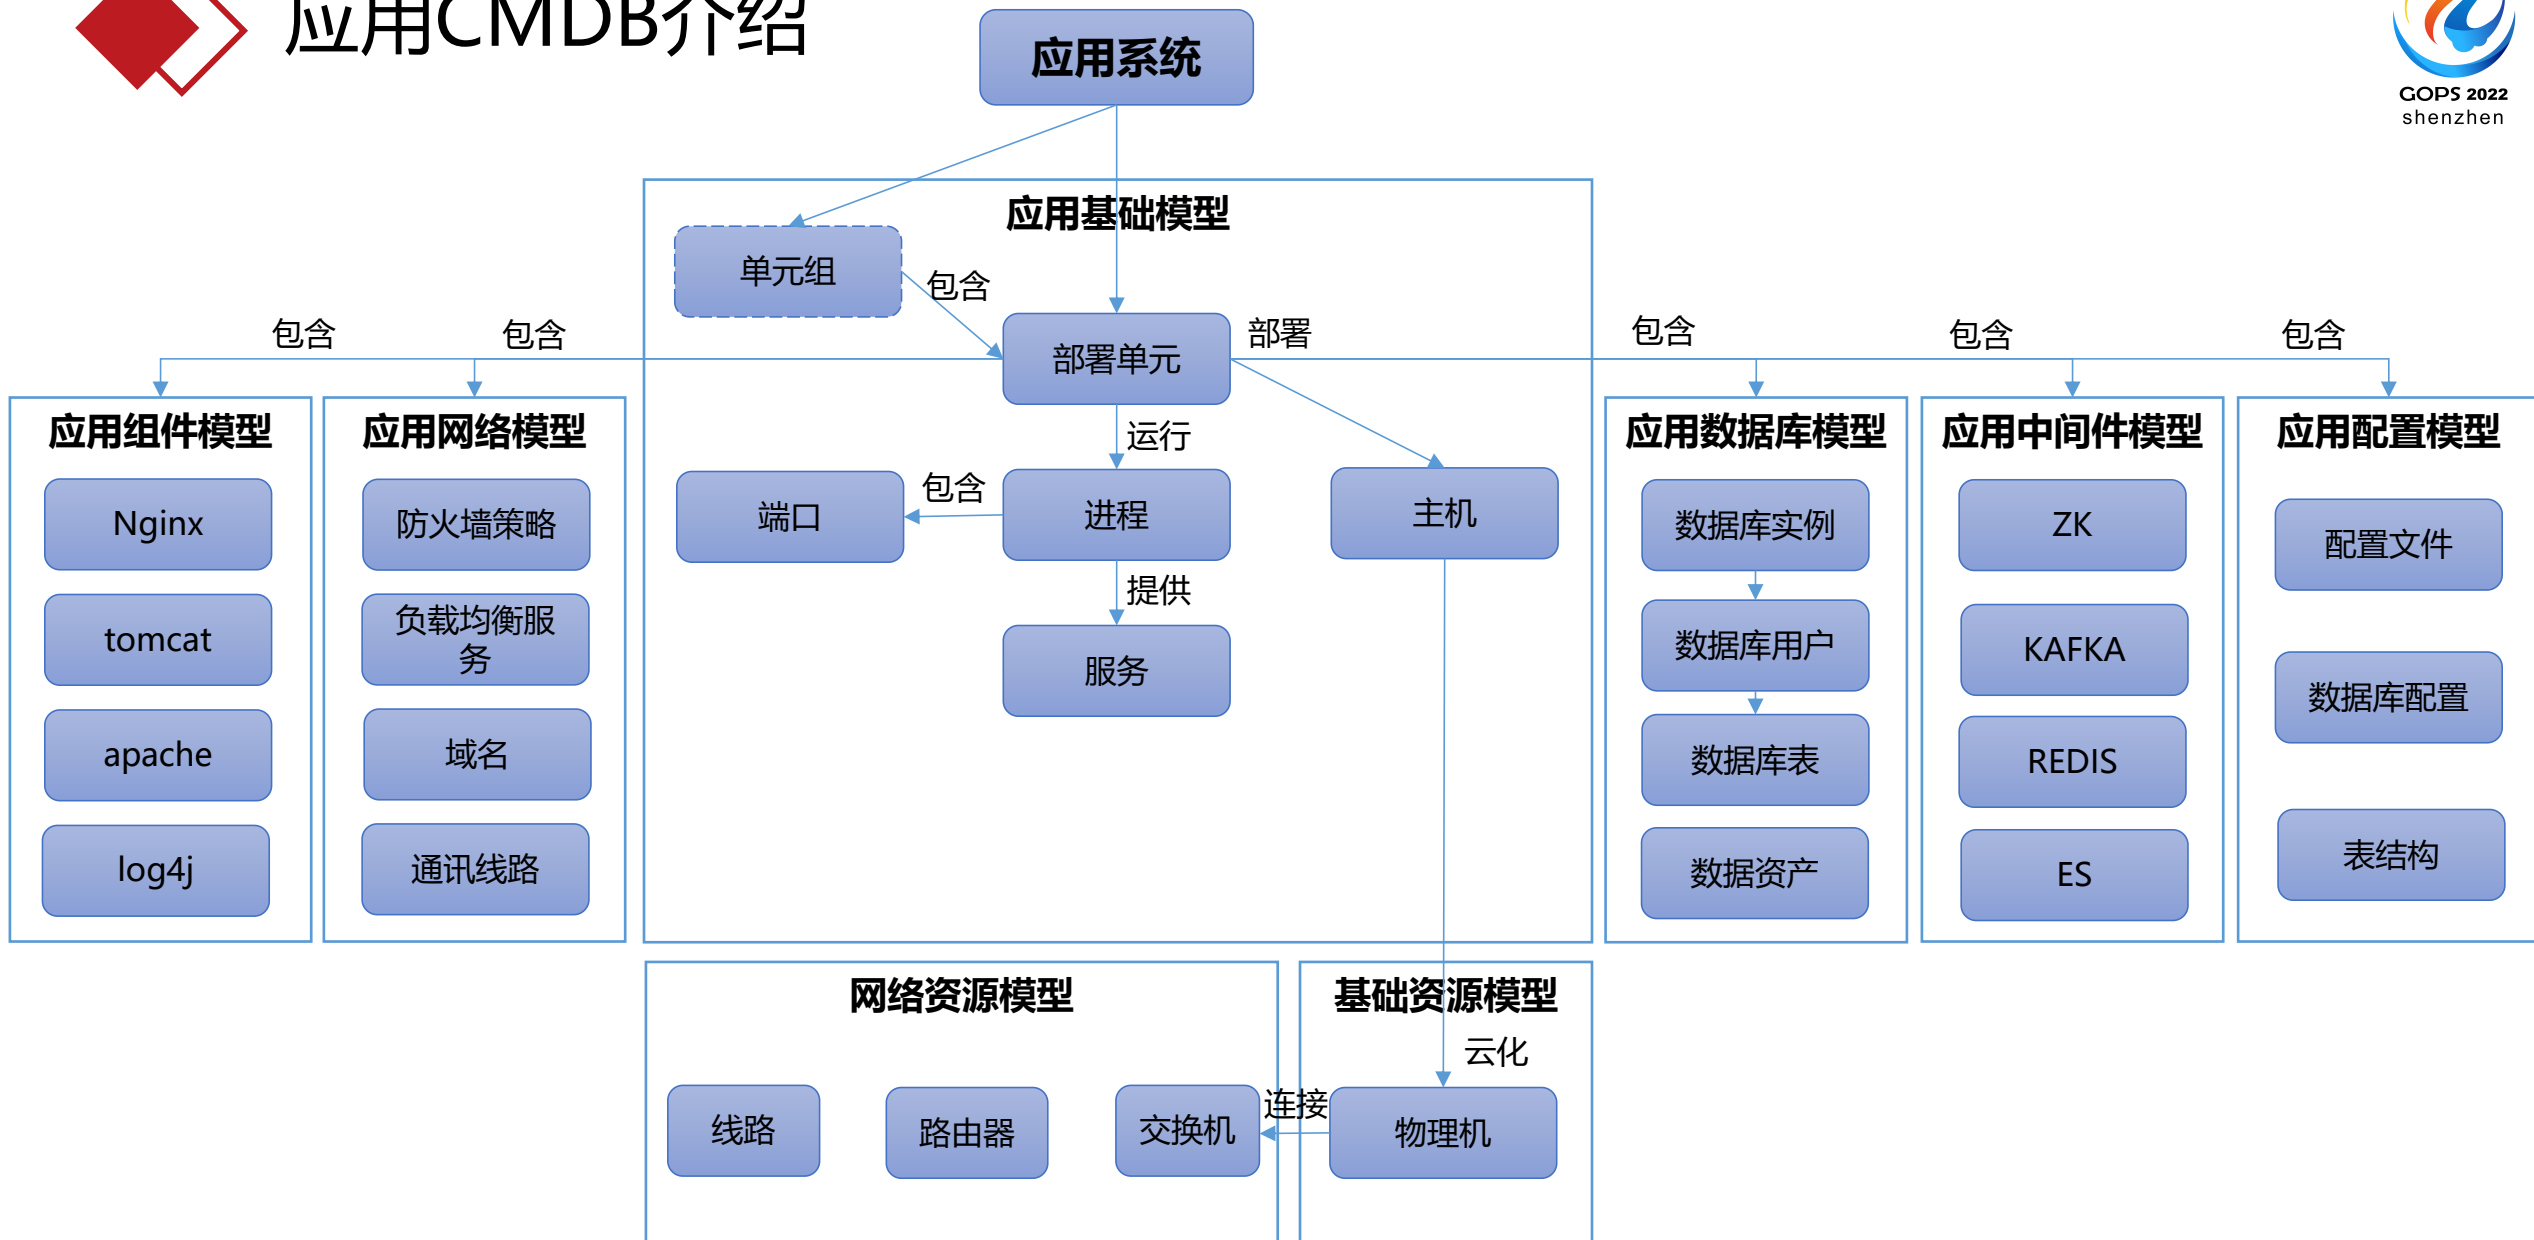 应用CMDB介绍
GOPS 2022
shenzhen
应用系统
应用基础模型
单元组
包含
部署单元
部署
包含
包含
包含
包含
包含
运行
端口
包含
进程
主机
提供
服务
应用组件模型
Nginx
tomcat
apache
log4j
应用网络模型
防火墙策略
负载均衡服
务
域名
通讯线路
应用数据库模型
数据库实例
数据库用户
数据库表
数据资产
应用中间件模型
ZK
KAFKA
REDIS
ES
应用配置模型
配置文件
数据库配置
表结构
网络资源模型
线路
路由器
交换机
连接
基础资源模型
云化
物理机